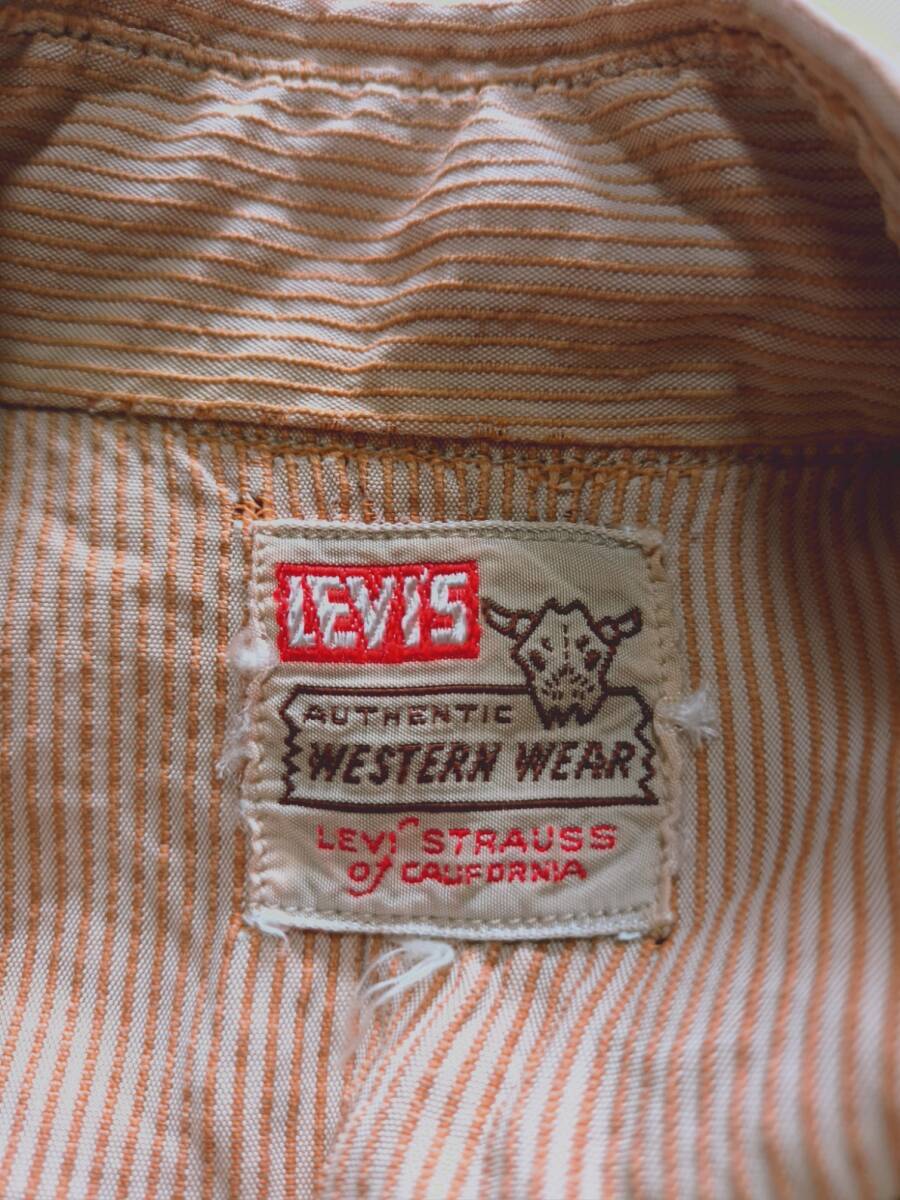 LEVI'S
AUTHENTIC
WESTERN WEAR
LEVI STRAUSS
of CALIFORNIA